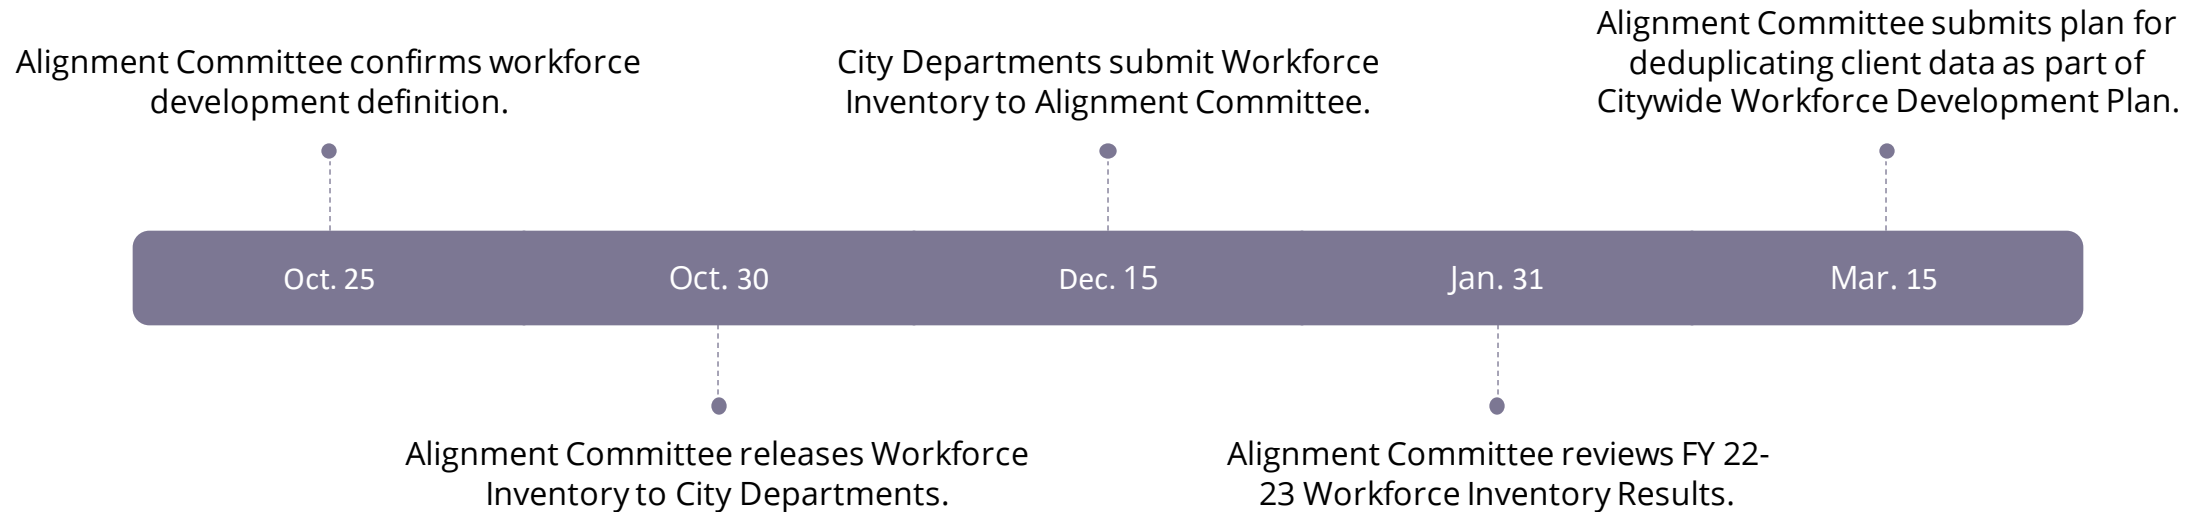 Alignment Committee confirms workforce
development definition.
City Departments submit Workforce
Inventory to Alignment Committee.
Alignment Committee submits plan for
deduplicating client data as part of
Citywide Workforce Development Plan.
Oct. 25
Oct. 30
Dec. 15
Jan. 31
Mar. 15
Alignment Committee releases Workforce
Inventory to City Departments.
Alignment Committee reviews FY 22-
23 Workforce Inventory Results.